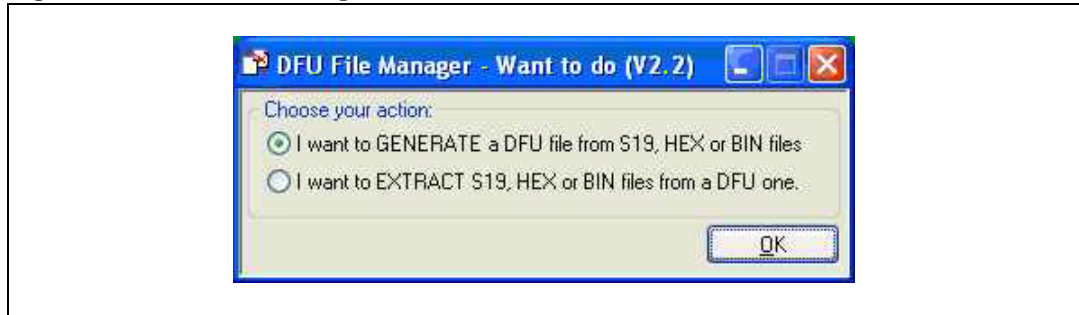 DFU File Manager - Want to do (V2.2)
Choose your action:
I want to GENERATE a DFU file from S19, HEX or BIN files
I want to EXTRACT S19, HEX or BIN files from a DFU one.
OK